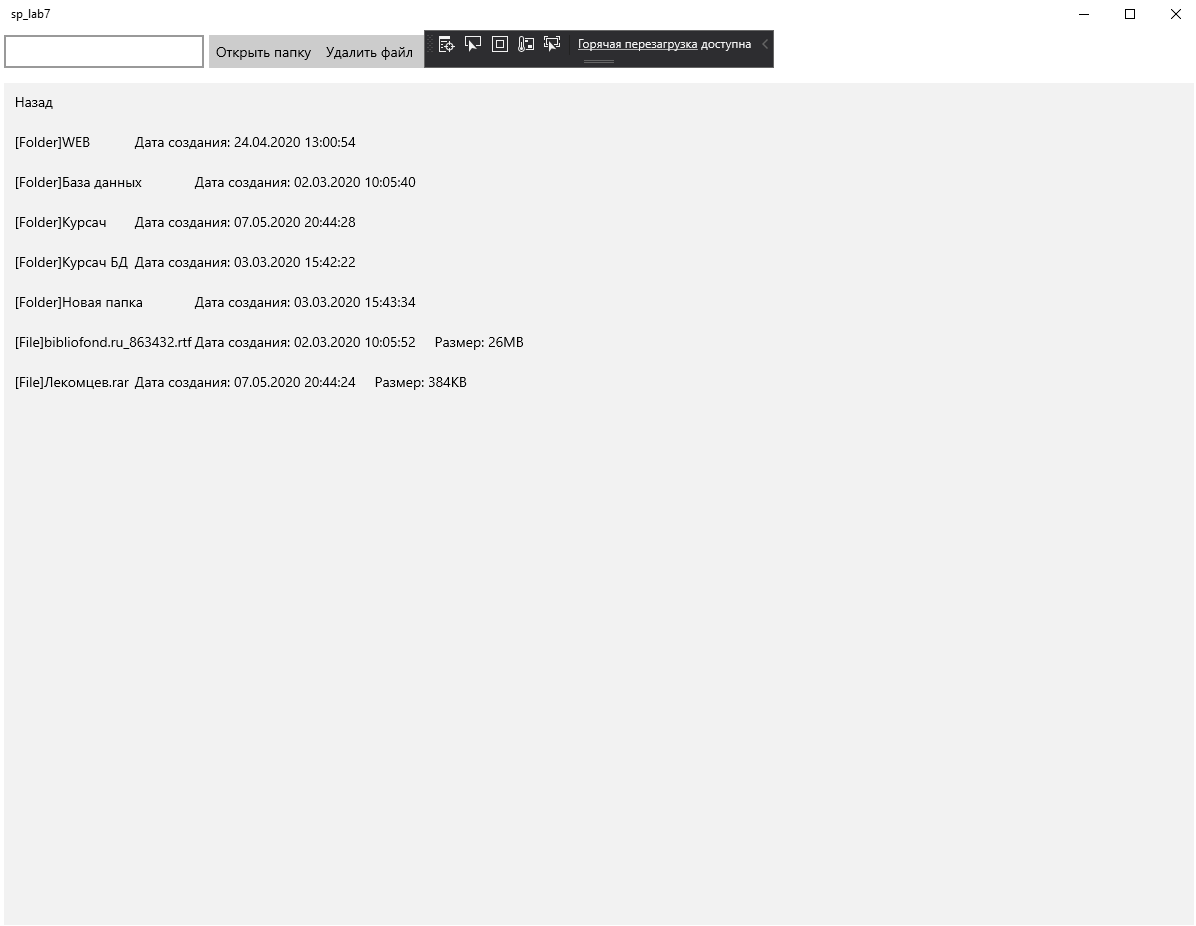 sp_lab7
Открыть папку Удалить файл Горячая перезагрузка доступна
Назад
[Folder]WEB Дата создания: 24.04.2020 13:00:54
[Folder]База данных Дата создания: 02.03.2020 10:05:40
[Folder]Курсач Дата создания: 07.05.2020 20:44:28
[Folder]Курсач БД Дата создания: 03.03.2020 15:42:22
[Folder]Новая папка Дата создания: 03.03.2020 15:43:34
[File]bibliofond.ru_863432.rtf Дата создания: 02.03.2020 10:05:52 Размер: 26MB
[File]Лекомцев.rar Дата создания: 07.05.2020 20:44:24 Размер: 384KB